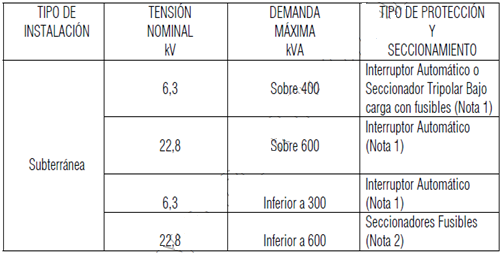 TIPO DE
INSTALACIÓN
TENSIÓN
NOMINAL
kV
DEMANDA
MÁXIMA
kVA
TIPO DE PROTECCIÓN
Y
SECCIONAMIENTO
Subterránea
6,3
Sobre 400
Interruptor Automático o
Seccionador Tripolar Bajo
carga con fusibles (Nota 1)
22,8
Sobre 600
Interruptor Automático
(Nota 1)
6,3
Inferior a 300
Interruptor Automático
(Nota 1)
22,8
Inferior a 600
Seccionadores Fusibles
(Nota 2)